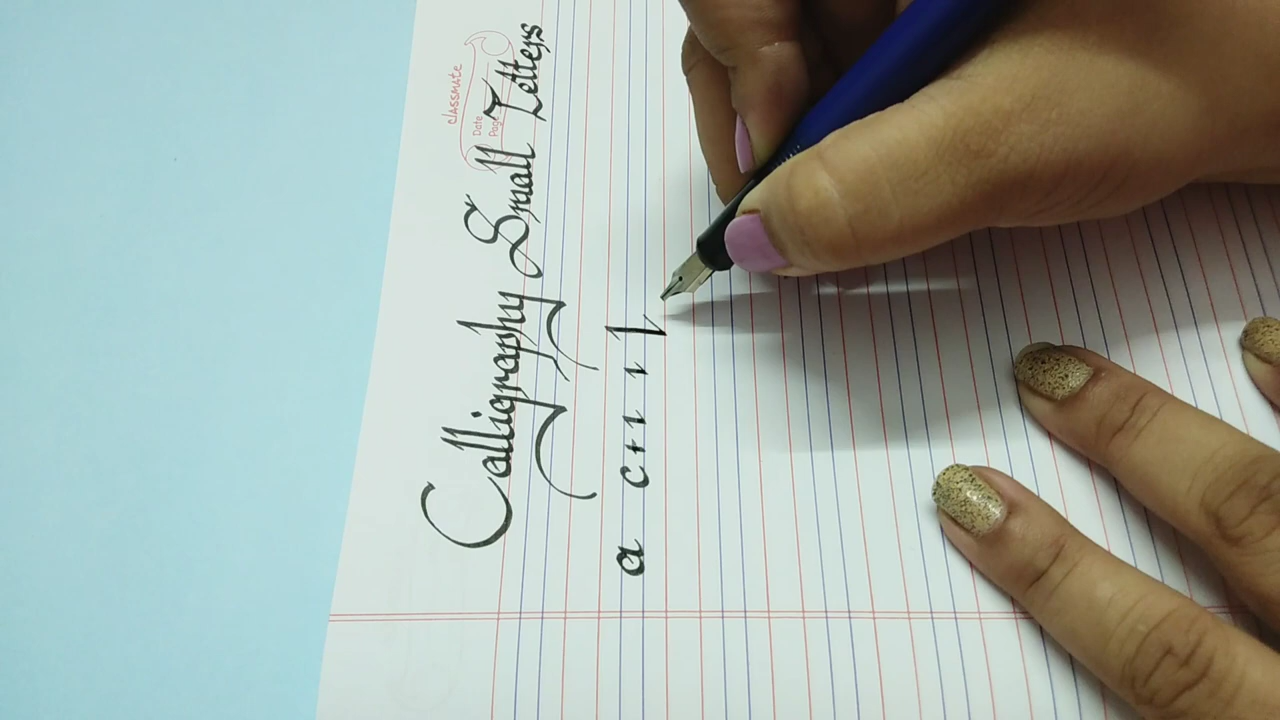 classmate
Date
Page
Calligraphy Small Letters
a c+ı ı